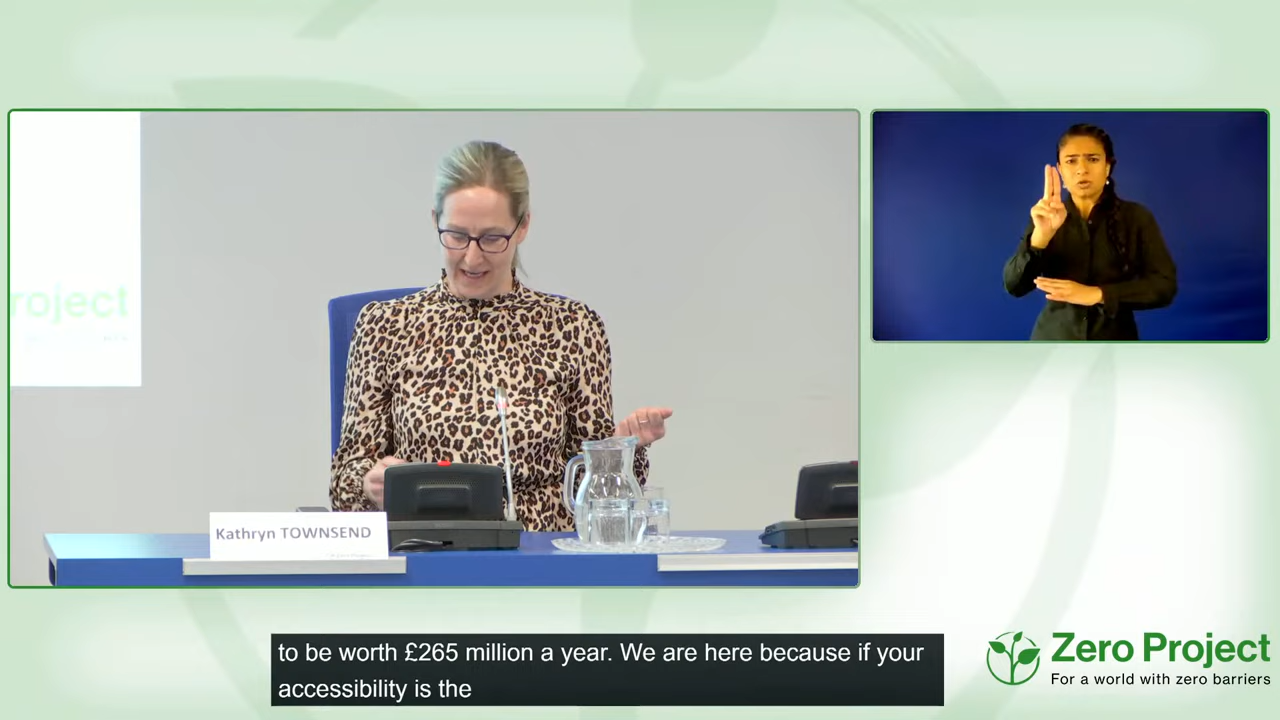 roject
Kathryn TOWNSEND
to be worth £265 million a year. We are here because if your
accessibility is the
Zero Project
For a world with zero barriers